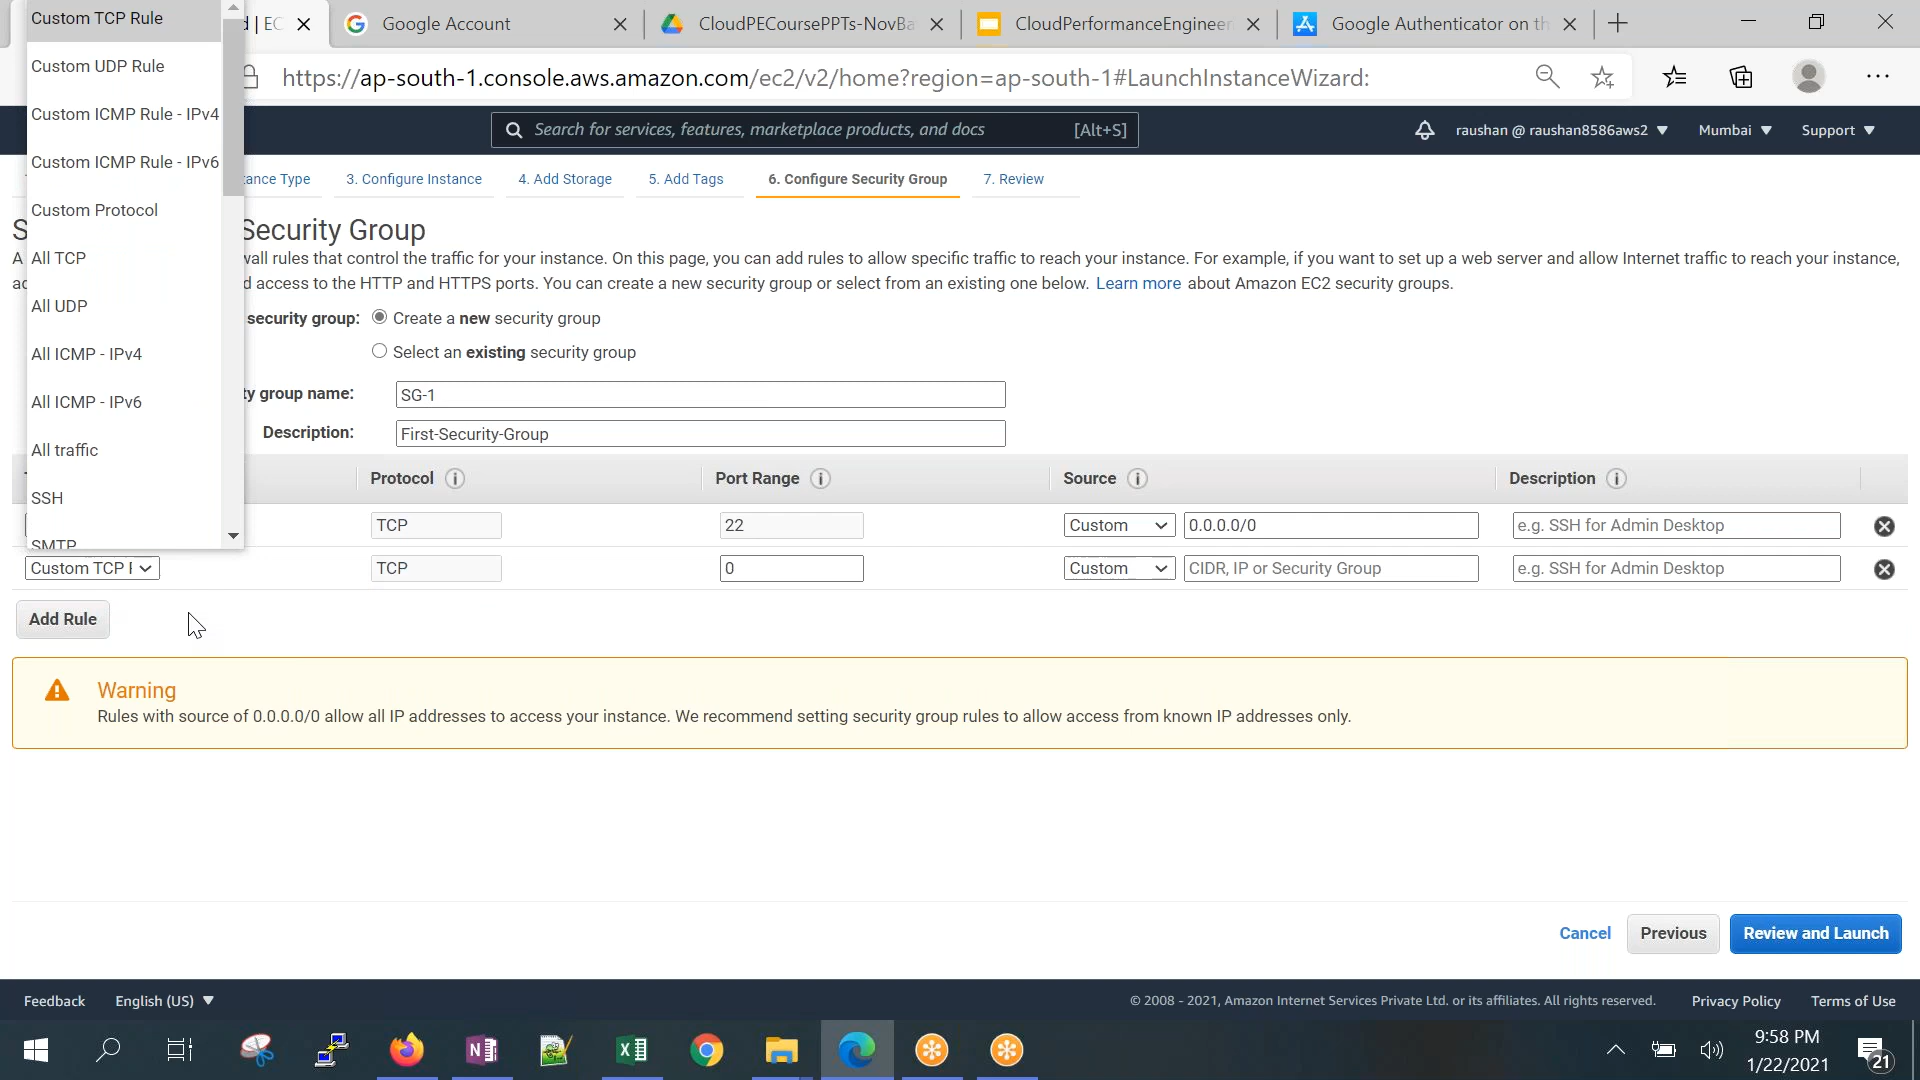 Custom TCP Rule
Custom UDP Rule
Custom ICMP Rule - IPv4
Custom ICMP Rule - IPv6
Custom Protocol
All TCP
All UDP
All ICMP - IPv4
All ICMP - IPv6
All traffic
SSH
SMTP
Google Account
CloudPECoursePPTs-NovBa
CloudPerformanceEngineer
Google Authenticator on th
https://ap-south-1.console.aws.amazon.com/ec2/v2/home?region=ap-south-1#LaunchInstanceWizard:
Search for services, features, marketplace products, and docs [Alt+S]
raushan @ raushan8586aws2 Mumbai Support
ance Type 3. Configure Instance 4. Add Storage 5. Add Tags 6. Configure Security Group 7. Review
Security Group
wall rules that control the traffic for your instance. On this page, you can add rules to allow specific traffic to reach your instance. For example, if you want to set up a web server and allow Internet traffic to reach your instance,
d access to the HTTP and HTTPS ports. You can create a new security group or select from an existing one below. Learn more about Amazon EC2 security groups.
security group: Create a new security group
Select an existing security group
ty group name: SG-1
Description: First-Security-Group
Protocol Port Range Source Description
TCP 22 Custom 0.0.0.0/0 e.g. SSH for Admin Desktop
Custom TCP TCP 0 Custom CIDR, IP or Security Group e.g. SSH for Admin Desktop
Add Rule
Warning
Rules with source of 0.0.0.0/0 allow all IP addresses to access your instance. We recommend setting security group rules to allow access from known IP addresses only.
Cancel Previous Review and Launch
Feedback English (US) © 2008 - 2021, Amazon Internet Services Private Ltd. or its affiliates. All rights reserved. Privacy Policy Terms of Use
9:58 PM
1/22/2021
21